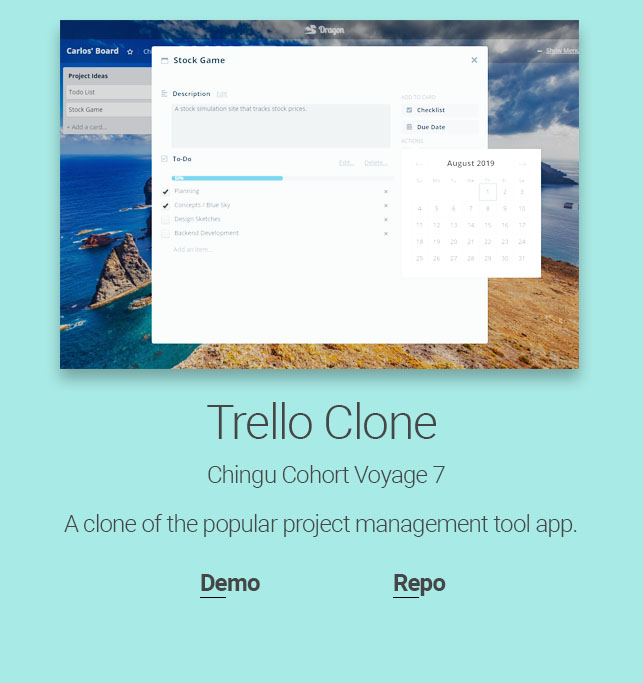 Dragon
Carlos' Board
Show Menu
Stock Game
Project Ideas
Todo List
Stock Game
+ Add a card...
Description Edit
A stock simulation site that tracks stock prices
ADD TO CARD
Checklist
Due Date
ACTIONS
To-Do Edit... Delete...
50%
Planning
Concepts / Blue Sky
Design Sketches
Backend Development
Add an item...
August 2019
Su Mo Tu We Th Fr Sa
1 2 3
4 5 6 7 8 9 10
11 12 13 14 15 16 17
18 19 20 21 22 23 24
25 26 27 28 29 30 31
Trello Clone
Chingu Cohort Voyage 7
A clone of the popular project management tool app.
Demo Repo